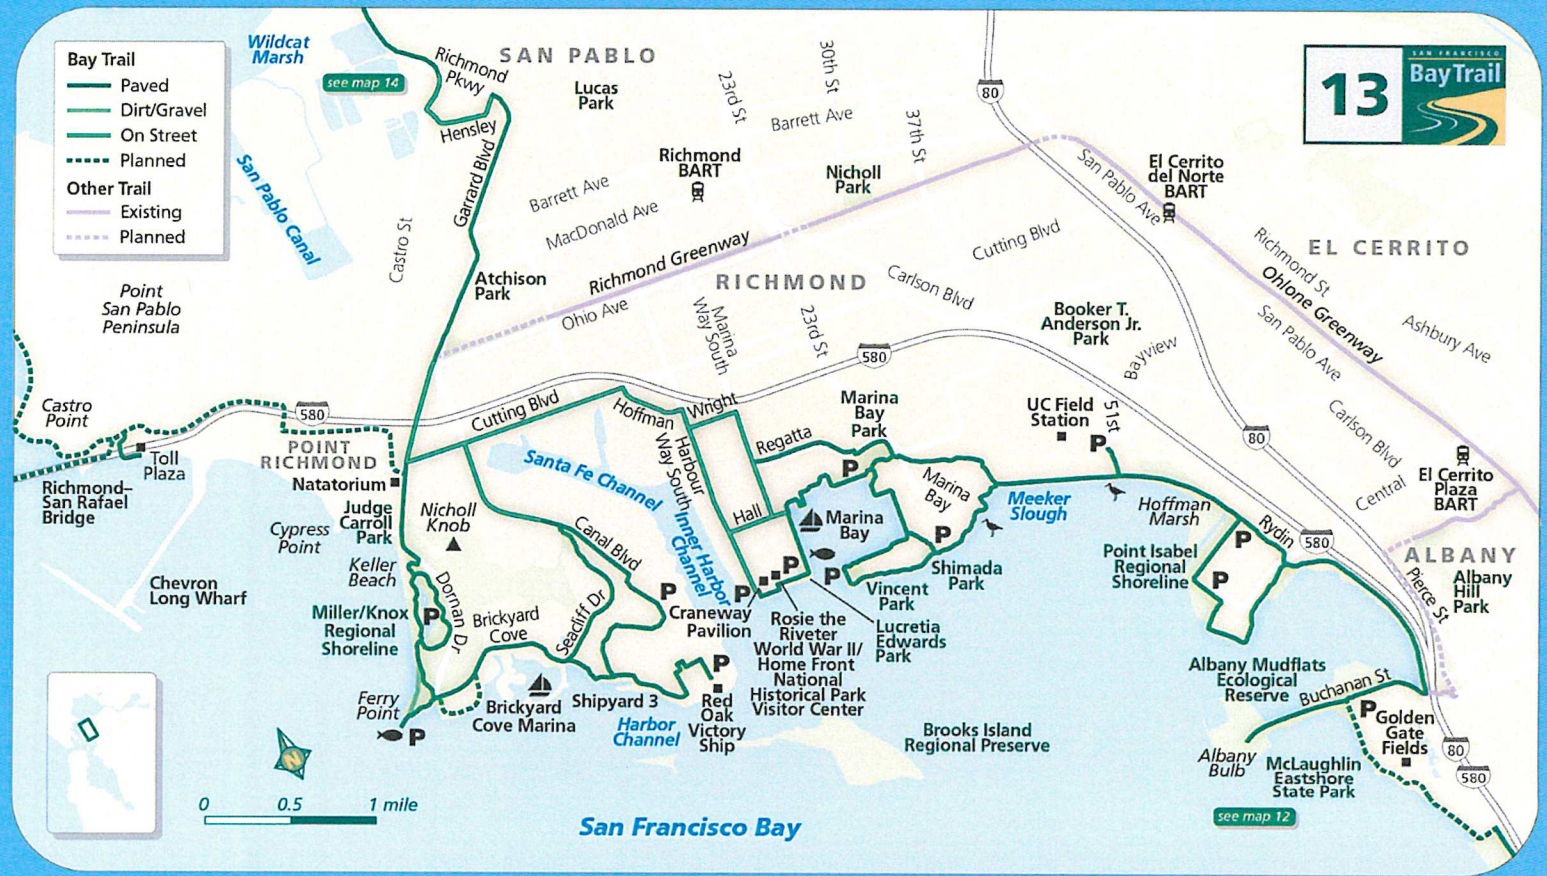 Bay Trail
Paved
Dirt/Gravel
On Street
Planned
Other Trail
Existing
Planned
Wildcat
Marsh
see map 14
Richmond
Pkwy
SAN PABLO
Lucas
Park
Hensley
23rd St
30th St
Barrett Ave
37th St
80
13
SAN FRANCISCO
Bay Trail
San Pablo Canal
Garrard Blvd
Castro St
Richmond
BART
Barrett Ave
MacDonald Ave
Nicholl
Park
San Pablo Ave
El Cerrito
del Norte
BART
Point
San Pablo
Peninsula
Atchison
Park
Richmond Greenway
RICHMOND
Ohio Ave
Marina
Way South
23rd St
Carlson Blvd
Cutting Blvd
Booker T.
Anderson Jr.
Park
Bayview
Richmond St
EL CERRITO
Ohlone Greenway
San Pablo Ave
Ashbury Ave
580
Castro
Point
580
Cutting Blvd
Hoffman
Wright
Marina
Bay
Park
UC Field
Station
51st
P
80
Carlson Blvd
Toll
Plaza
POINT
RICHMOND
Natatorium
Richmond–
San Rafael
Bridge
Santa Fe Channel
Harbour
Way South
Regatta
P
Marina
Bay
Meeker
Slough
Hoffman
Marsh
Central
El Cerrito
Plaza
BART
Judge
Carroll
Park
Cypress
Point
Nicholl
Knob
Canal Blvd
Inner Harbor
Channel
Hall
Marina
Bay
P
Rydin
580
P
ALBANY
Keller
Beach
Chevron
Long Wharf
Dornan Dr
Miller/Knox
Regional
Shoreline
P
Brickyard
Cove
Seacliff Dr
P
P
P
P
Craneway
Pavilion
Vincent
Park
Shimada
Park
Point Isabel
Regional
Shoreline
P
Pierce St
Albany
Hill
Park
Rosie the
Riveter
World War II/
Home Front
National
Historical Park
Visitor Center
Lucretia
Edwards
Park
Ferry
Point
P
Brickyard
Cove Marina
Shipyard 3
Harbor
Channel
P
Red
Oak
Victory
Ship
Brooks Island
Regional Preserve
Albany Mudflats
Ecological
Reserve
Buchanan St
P
Golden
Gate
Fields
Albany
Bulb
McLaughlin
Eastshore
State Park
80
580
see map 12
N
0 0.5 1 mile
San Francisco Bay